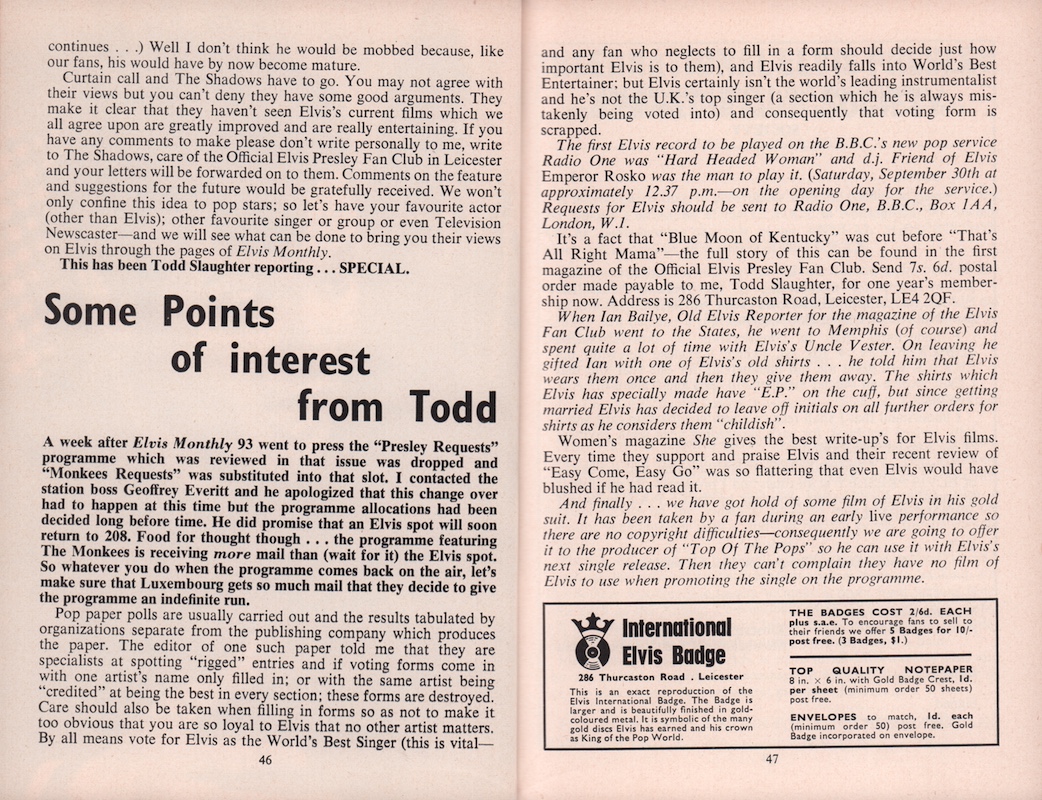 continues . . .) Well I don't think he would be mobbed because, like
our fans, his would have by now become mature.
Curtain call and The Shadows have to go. You may not agree with
their views but you can't deny they have some good arguments. They
make it clear that they haven't seen Elvis's current films which we
all agree upon are greatly improved and are really entertaining. If you
have any comments to make please don't write personally to me, write
to The Shadows, care of the Official Elvis Presley Fan Club in Leicester
and your letters will be forwarded on to them. Comments on the feature
and suggestions for the future would be gratefully received. We won't
only confine this idea to pop stars; so let's have your favourite actor
(other than Elvis); other favourite singer or group or even Television
Newscaster—and we will see what can be done to bring you their views
on Elvis through the pages of Elvis Monthly.
This has been Todd Slaughter reporting . . . SPECIAL.
Some Points
of interest
from Todd
A week after Elvis Monthly 93 went to press the "Presley Requests"
programme which was reviewed in that issue was dropped and
"Monkees Requests" was substituted into that slot. I contacted the
station boss Geoffrey Everitt and he apologized that this change over
had to happen at this time but the programme allocations had been
decided long before time. He did promise that an Elvis spot will soon
return to 208. Food for thought though . . . the programme featuring
The Monkees is receiving more mail than (wait for it) the Elvis spot.
So whatever you do when the programme comes back on the air, let's
make sure that Luxembourg gets so much mail that they decide to give
the programme an indefinite run.
Pop paper polls are usually carried out and the results tabulated by
organizations separate from the publishing company which produces
the paper. The editor of one such paper told me that they are
specialists at spotting "rigged" entries and if voting forms come in
with one artist's name only filled in; or with the same artist being
"credited" at being the best in every section; these forms are destroyed.
Care should also be taken when filling in forms so as not to make it
too obvious that you are so loyal to Elvis that no other artist matters.
By all means vote for Elvis as the World's Best Singer (this is vital—
46
and any fan who neglects to fill in a form should decide just how
important Elvis is to them), and Elvis readily falls into World's Best
Entertainer; but Elvis certainly isn't the world's leading instrumentalist
and he's not the U.K.'s top singer (a section which he is always mis-
takenly being voted into) and consequently that voting form is
scrapped.
The first Elvis record to be played on the B.B.C.'s new pop service
Radio One was "Hard Headed Woman" and d.j. Friend of Elvis
Emperor Rosko was the man to play it. (Saturday, September 30th at
approximately 12.37 p.m.—on the opening day for the service.)
Requests for Elvis should be sent to Radio One, B.B.C., Box 1AA,
London, W.1.
It's a fact that "Blue Moon of Kentucky" was cut before "That's
All Right Mama"—the full story of this can be found in the first
magazine of the Official Elvis Presley Fan Club. Send 7s. 6d. postal
order made payable to me, Todd Slaughter, for one year's member-
ship now. Address is 286 Thurcaston Road, Leicester, LE4 2QF.
When Ian Bailye, Old Elvis Reporter for the magazine of the Elvis
Fan Club went to the States, he went to Memphis (of course) and
spent quite a lot of time with Elvis's Uncle Vester. On leaving he
gifted Ian with one of Elvis's old shirts . . . he told him that Elvis
wears them once and then they give them away. The shirts which
Elvis has specially made have "E.P." on the cuff, but since getting
married Elvis has decided to leave off initials on all further orders for
shirts as he considers them "childish".
Women's magazine She gives the best write-up's for Elvis films.
Every time they support and praise Elvis and their recent review of
"Easy Come, Easy Go" was so flattering that even Elvis would have
blushed if he had read it.
And finally . . . we have got hold of some film of Elvis in his gold
suit. It has been taken by a fan during an early live performance so
there are no copyright difficulties—consequently we are going to offer
it to the producer of "Top Of The Pops" so he can use it with Elvis's
next single release. Then they can't complain they have no film of
Elvis to use when promoting the single on the programme.
International
Elvis Badge
286 Thurcaston Road . Leicester
This is an exact reproduction of the
Elvis International Badge. The Badge is
larger and is beautifully finished in gold-
coloured metal. It is symbolic of the many
gold discs Elvis has earned and his crown
as King of the Pop World.
THE BADGES COST 2/6d. EACH
plus s.a.e. To encourage fans to sell to
their friends we offer 5 Badges for 10/-
post free. (3 Badges, $1.)
TOP QUALITY NOTEPAPER
8 in. × 6 in. with Gold Badge Crest, 1d.
per sheet (minimum order 50 sheets)
post free.
ENVELOPES to match, 1d. each
(minimum order 50) post free. Gold
Badge incorporated on envelope.
47